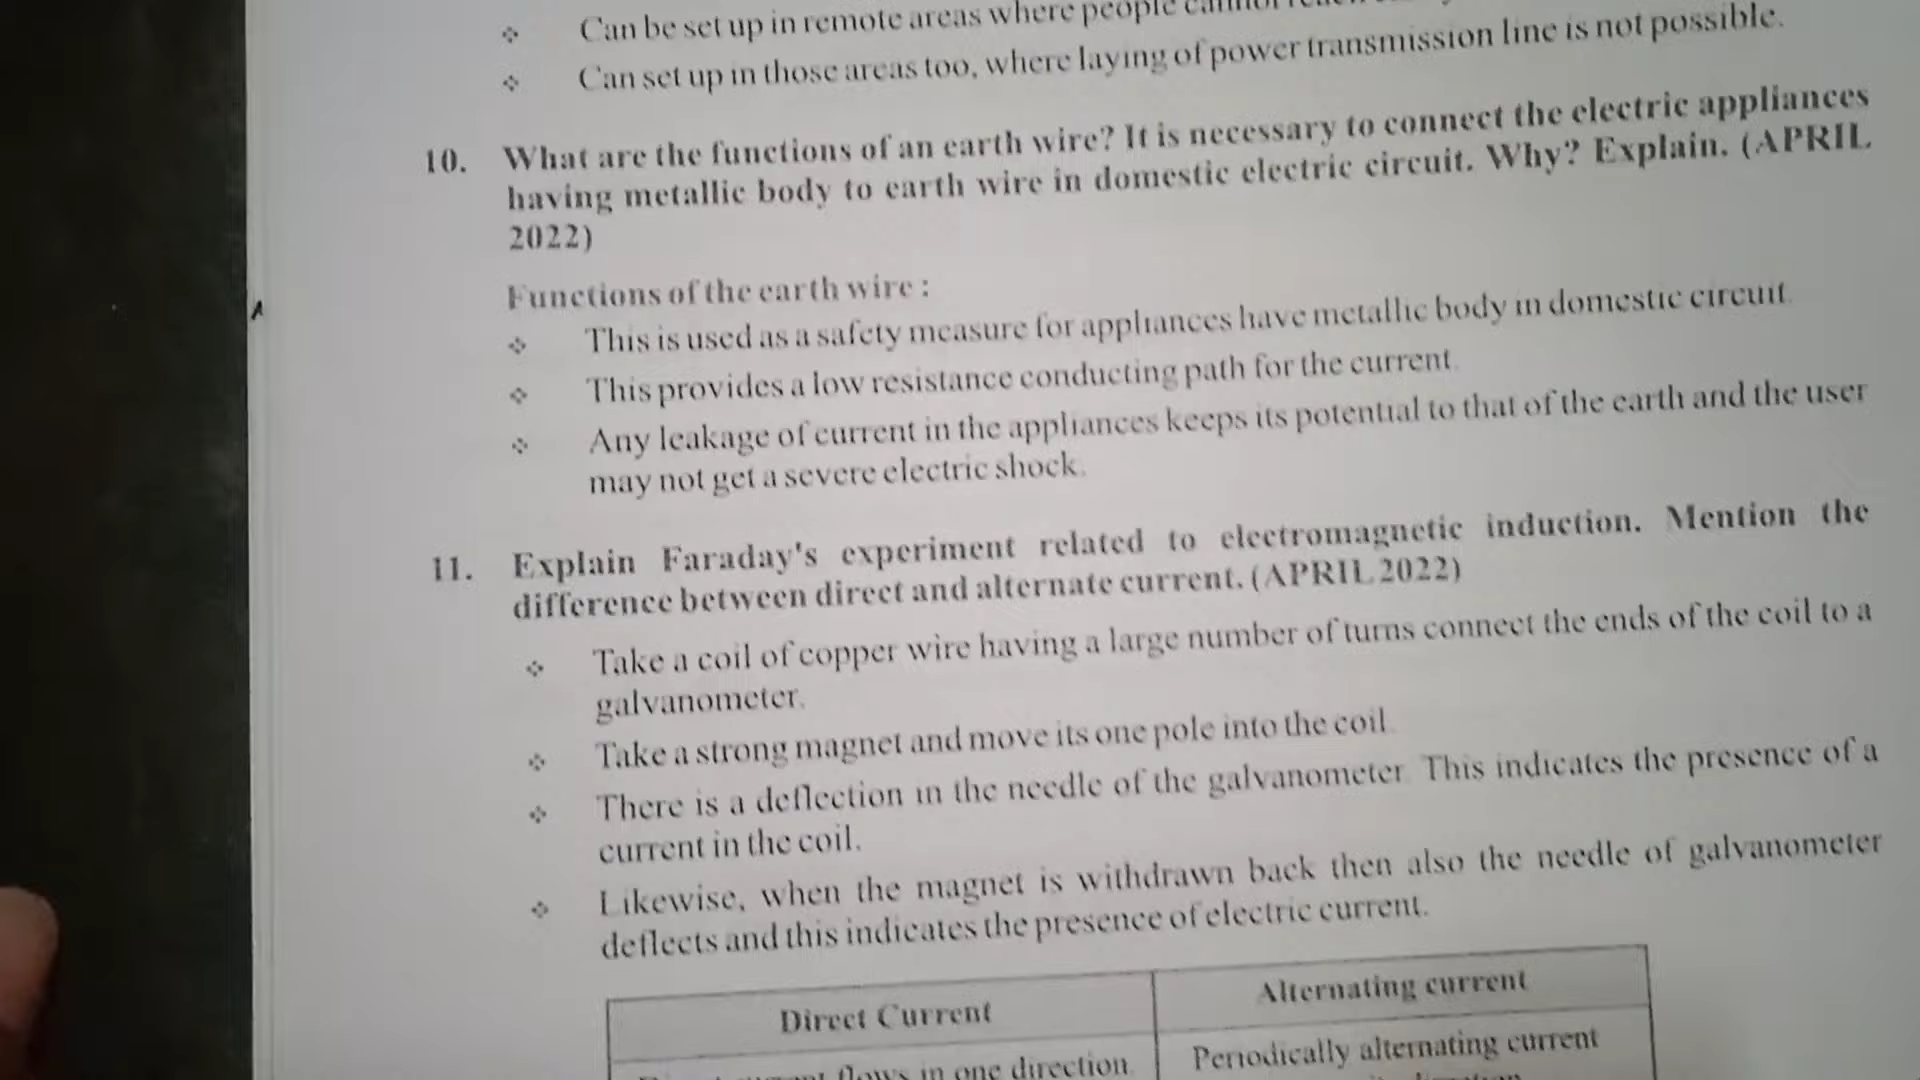 Can be set up in remote areas where people
Can set up in those areas too, where laying of power transmission line is not possible.
10. What are the functions of an earth wire? It is necessary to connect the electric appliances
having metallic body to earth wire in domestic electric circuit. Why? Explain. (APRIL
2022)
Functions of the earth wire :
This is used as a safety measure for appliances have metallic body in domestic circuit.
This provides a low resistance conducting path for the current.
Any leakage of current in the appliances keeps its potential to that of the earth and the user
may not get a severe electric shock.
11. Explain Faraday's experiment related to electromagnetic induction. Mention the
difference between direct and alternate current. (APRIL 2022)
Take a coil of copper wire having a large number of turns connect the ends of the coil to a
galvanometer.
Take a strong magnet and move its one pole into the coil.
There is a deflection in the needle of the galvanometer. This indicates the presence of a
current in the coil.
Likewise, when the magnet is withdrawn back then also the needle of galvanometer
deflects and this indicates the presence of electric current.
Direct Current
Alternating current
flows in one direction
Periodically alternating current